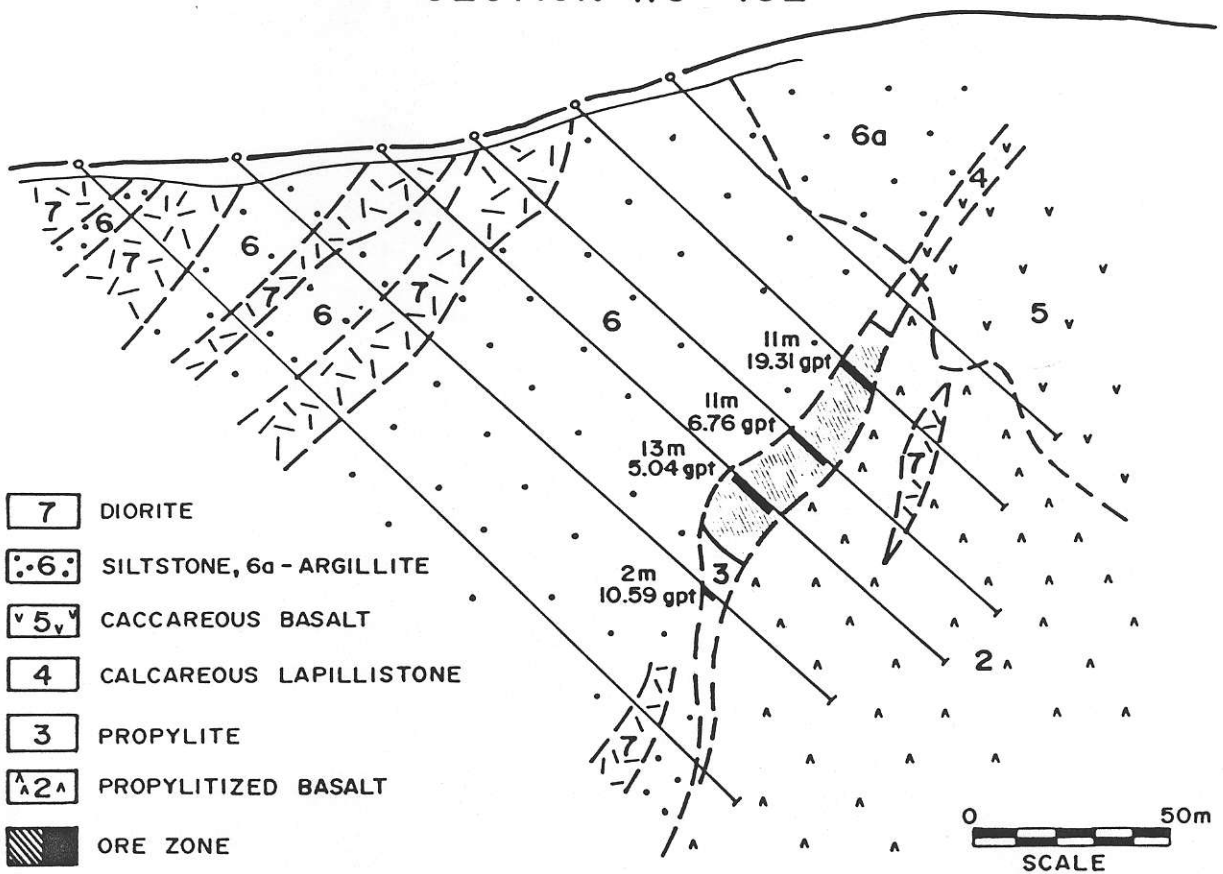 SECTION
6a
4
7
6
7
6
7
6
7
6
5
11m
19.31 gpt
11m
6.76 gpt
13m
5.04 gpt
7
3
2m
10.59 gpt
2
7
7 DIORITE
6 SILTSTONE, 6a - ARGILLITE
5 CACCAREOUS BASALT
4 CALCAREOUS LAPILLISTONE
3 PROPYLITE
2 PROPYLITIZED BASALT
ORE ZONE
0 50m
SCALE